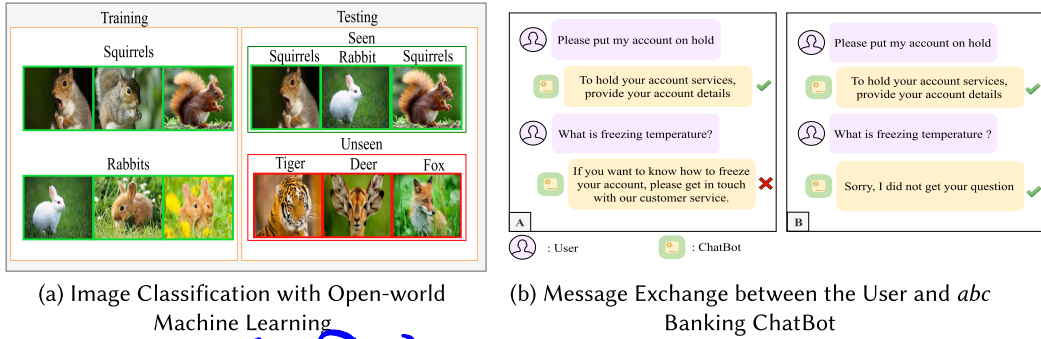 Training
Testing
Squirrels
Seen
Squirrels Rabbit Squirrels
Rabbits
Unseen
Tiger Deer Fox
(a) Image Classification with Open-world
Machine Learning
Please put my account on hold
To hold your account services,
provide your account details
What is freezing temperature?
If you want to know how to freeze
your account, please get in touch
with our customer service.
A
Please put my account on hold
To hold your account services,
provide your account details
What is freezing temperature ?
Sorry, I did not get your question
B
: User
: ChatBot
(b) Message Exchange between the User and abc
Banking ChatBot